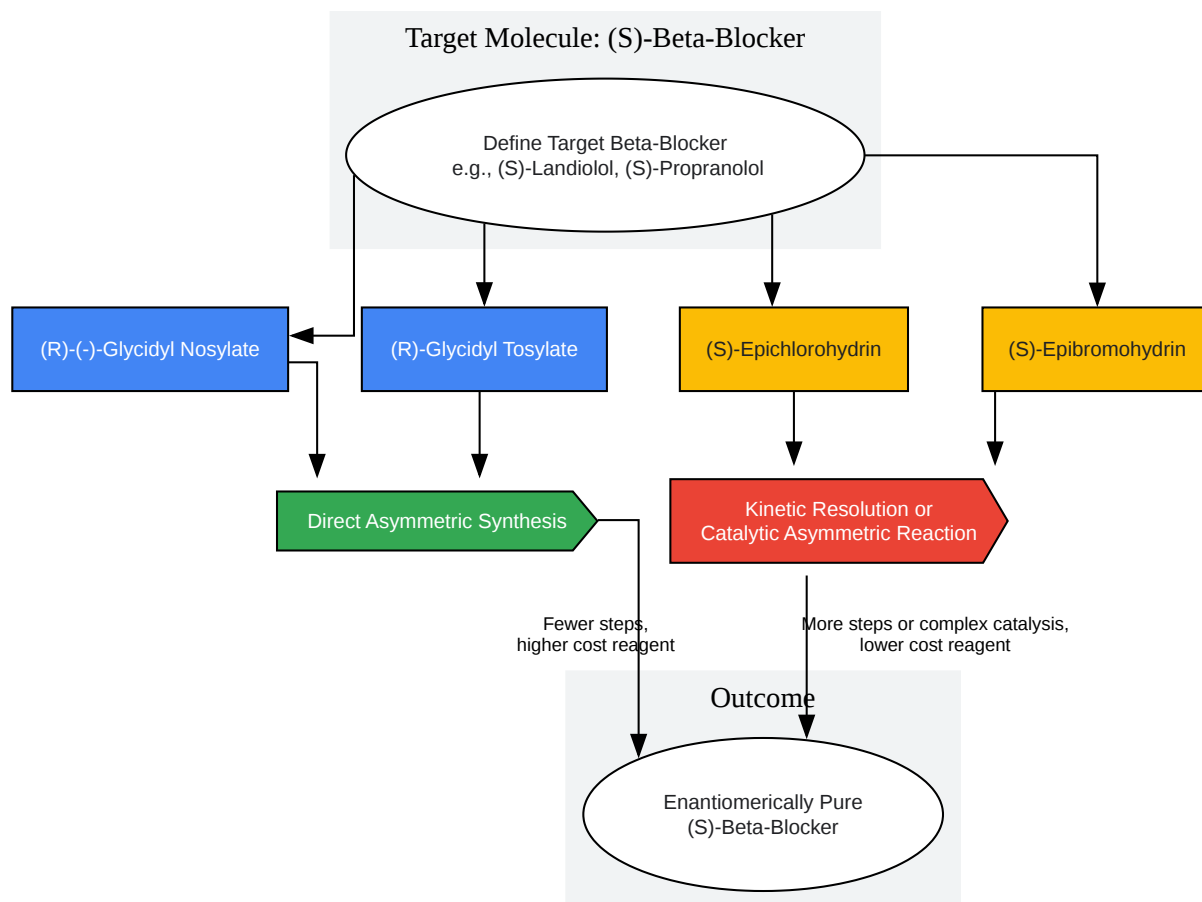 Target Molecule: (S)-Beta-Blocker
Define Target Beta-Blocker
e.g., (S)-Landiolol, (S)-Propranolol
(R)-(-)-Glycidyl Nosylate
(R)-Glycidyl Tosylate
(S)-Epichlorohydrin
(S)-Epibromohydrin
Direct Asymmetric Synthesis
Kinetic Resolution or
Catalytic Asymmetric Reaction
Fewer steps,
higher cost reagent
More steps or complex catalysis,
lower cost reagent
Outcome
Enantiomerically Pure
(S)-Beta-Blocker